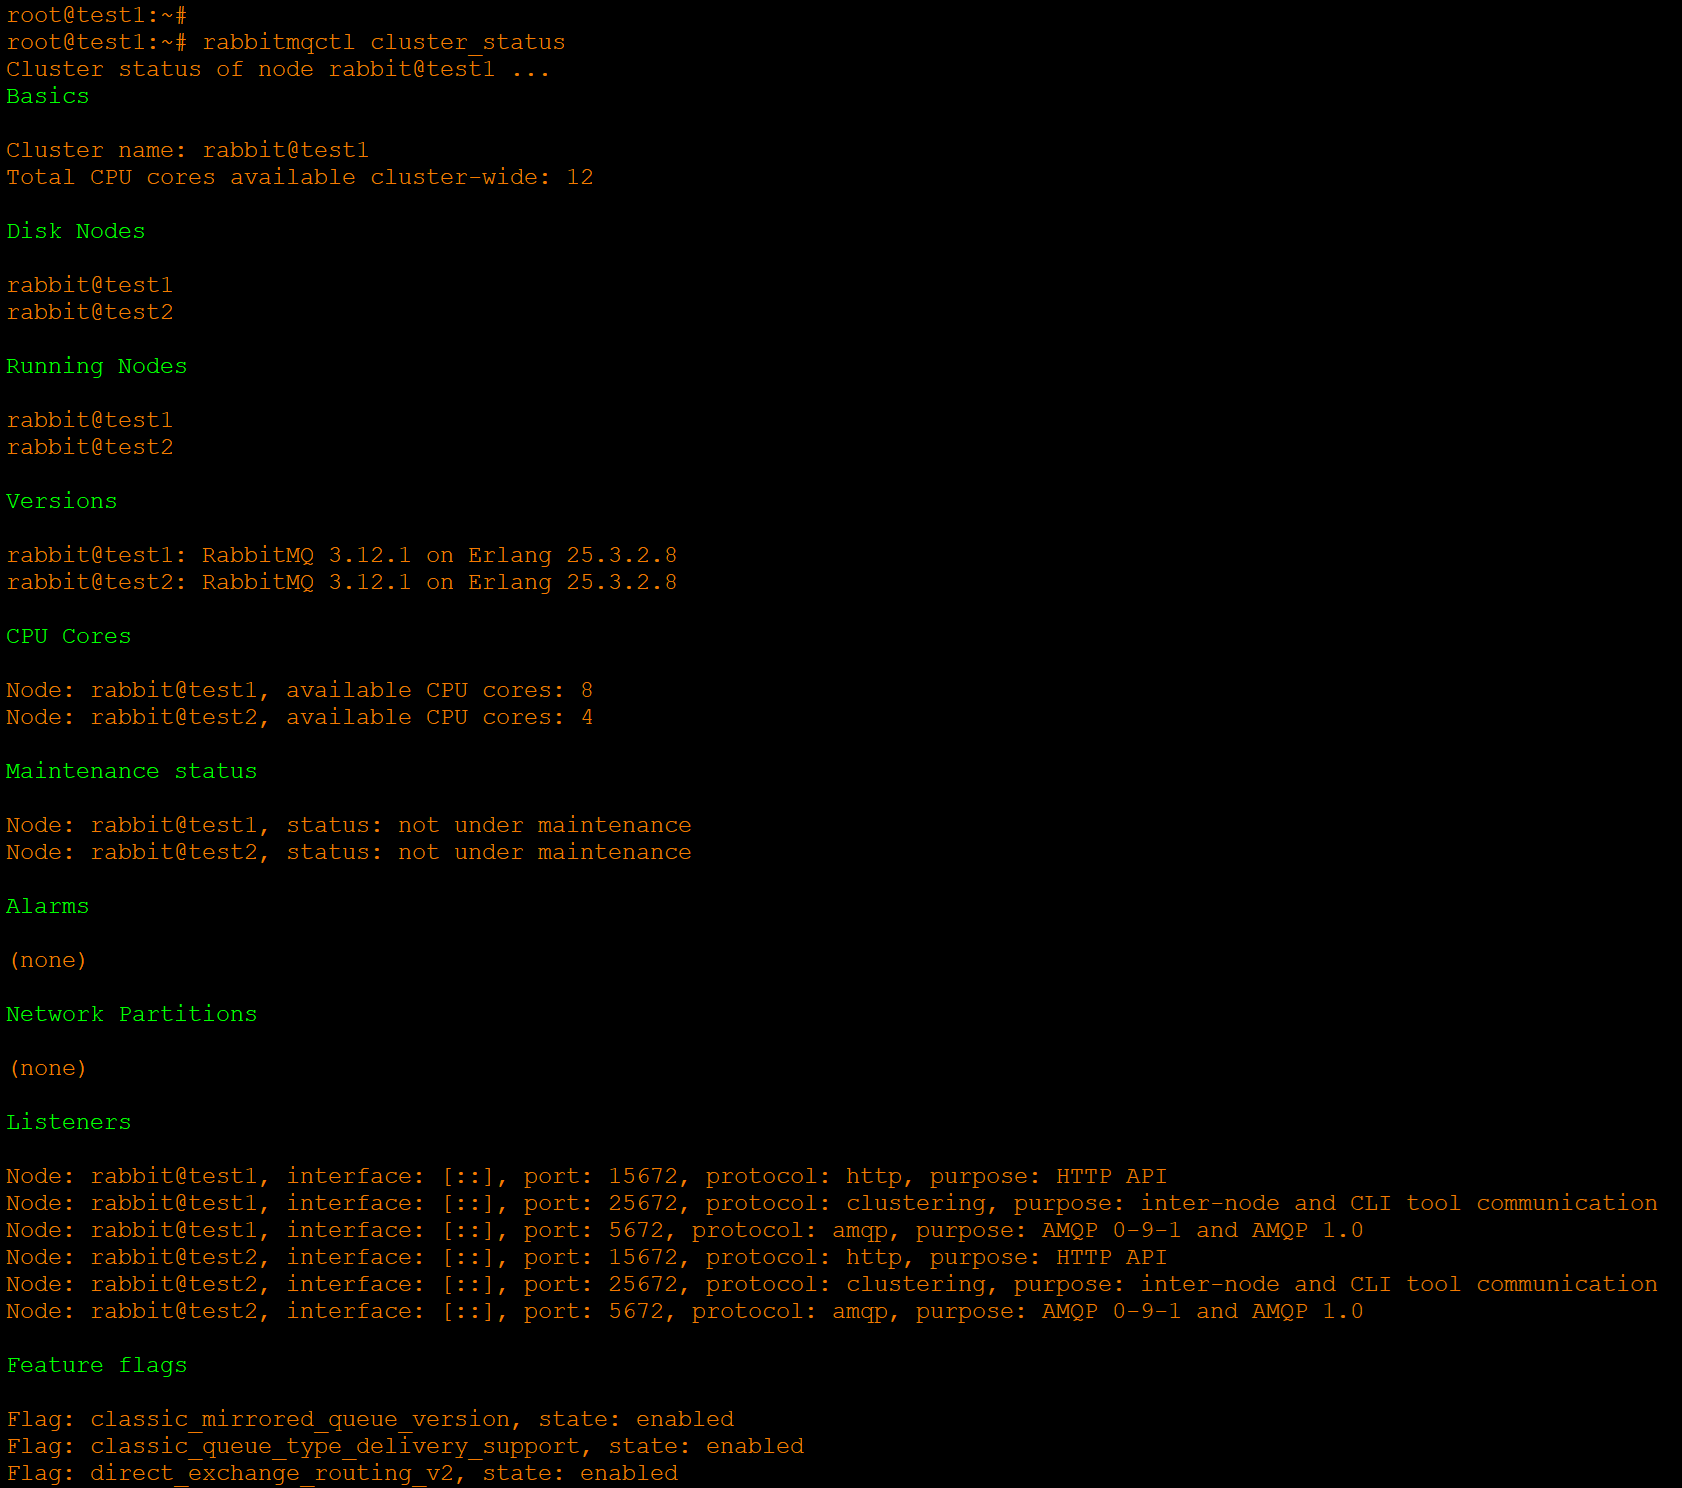 root@test1:~#
root@test1:~# rabbitmqctl cluster_status
Cluster status of node rabbit@test1 ...
Basics
Cluster name: rabbit@test1
Total CPU cores available cluster-wide: 12
Disk Nodes
rabbit@test1
rabbit@test2
Running Nodes
rabbit@test1
rabbit@test2
Versions
rabbit@test1: RabbitMQ 3.12.1 on Erlang 25.3.2.8
rabbit@test2: RabbitMQ 3.12.1 on Erlang 25.3.2.8
CPU Cores
Node: rabbit@test1, available CPU cores: 8
Node: rabbit@test2, available CPU cores: 4
Maintenance status
Node: rabbit@test1, status: not under maintenance
Node: rabbit@test2, status: not under maintenance
Alarms
(none)
Network Partitions
(none)
Listeners
Node: rabbit@test1, interface: [::], port: 15672, protocol: http, purpose: HTTP API
Node: rabbit@test1, interface: [::], port: 25672, protocol: clustering, purpose: inter-node and CLI tool communication
Node: rabbit@test1, interface: [::], port: 5672, protocol: amqp, purpose: AMQP 0-9-1 and AMQP 1.0
Node: rabbit@test2, interface: [::], port: 15672, protocol: http, purpose: HTTP API
Node: rabbit@test2, interface: [::], port: 25672, protocol: clustering, purpose: inter-node and CLI tool communication
Node: rabbit@test2, interface: [::], port: 5672, protocol: amqp, purpose: AMQP 0-9-1 and AMQP 1.0
Feature flags
Flag: classic_mirrored_queue_version, state: enabled
Flag: classic_queue_type_delivery_support, state: enabled
Flag: direct_exchange_routing_v2, state: enabled